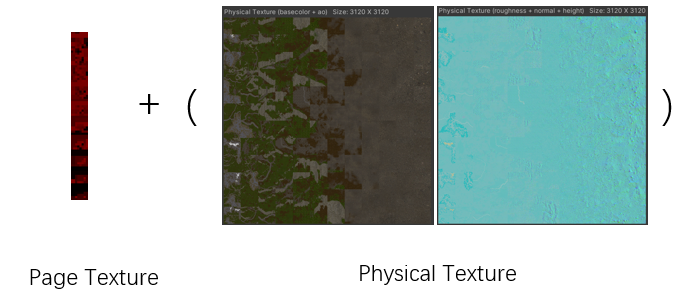 Physical Texture (basecolor + ao) Size: 3120 X 3120
Physical Texture (roughness + normal + height) Size: 3120 X 3120
+ ( )
Page Texture
Physical Texture